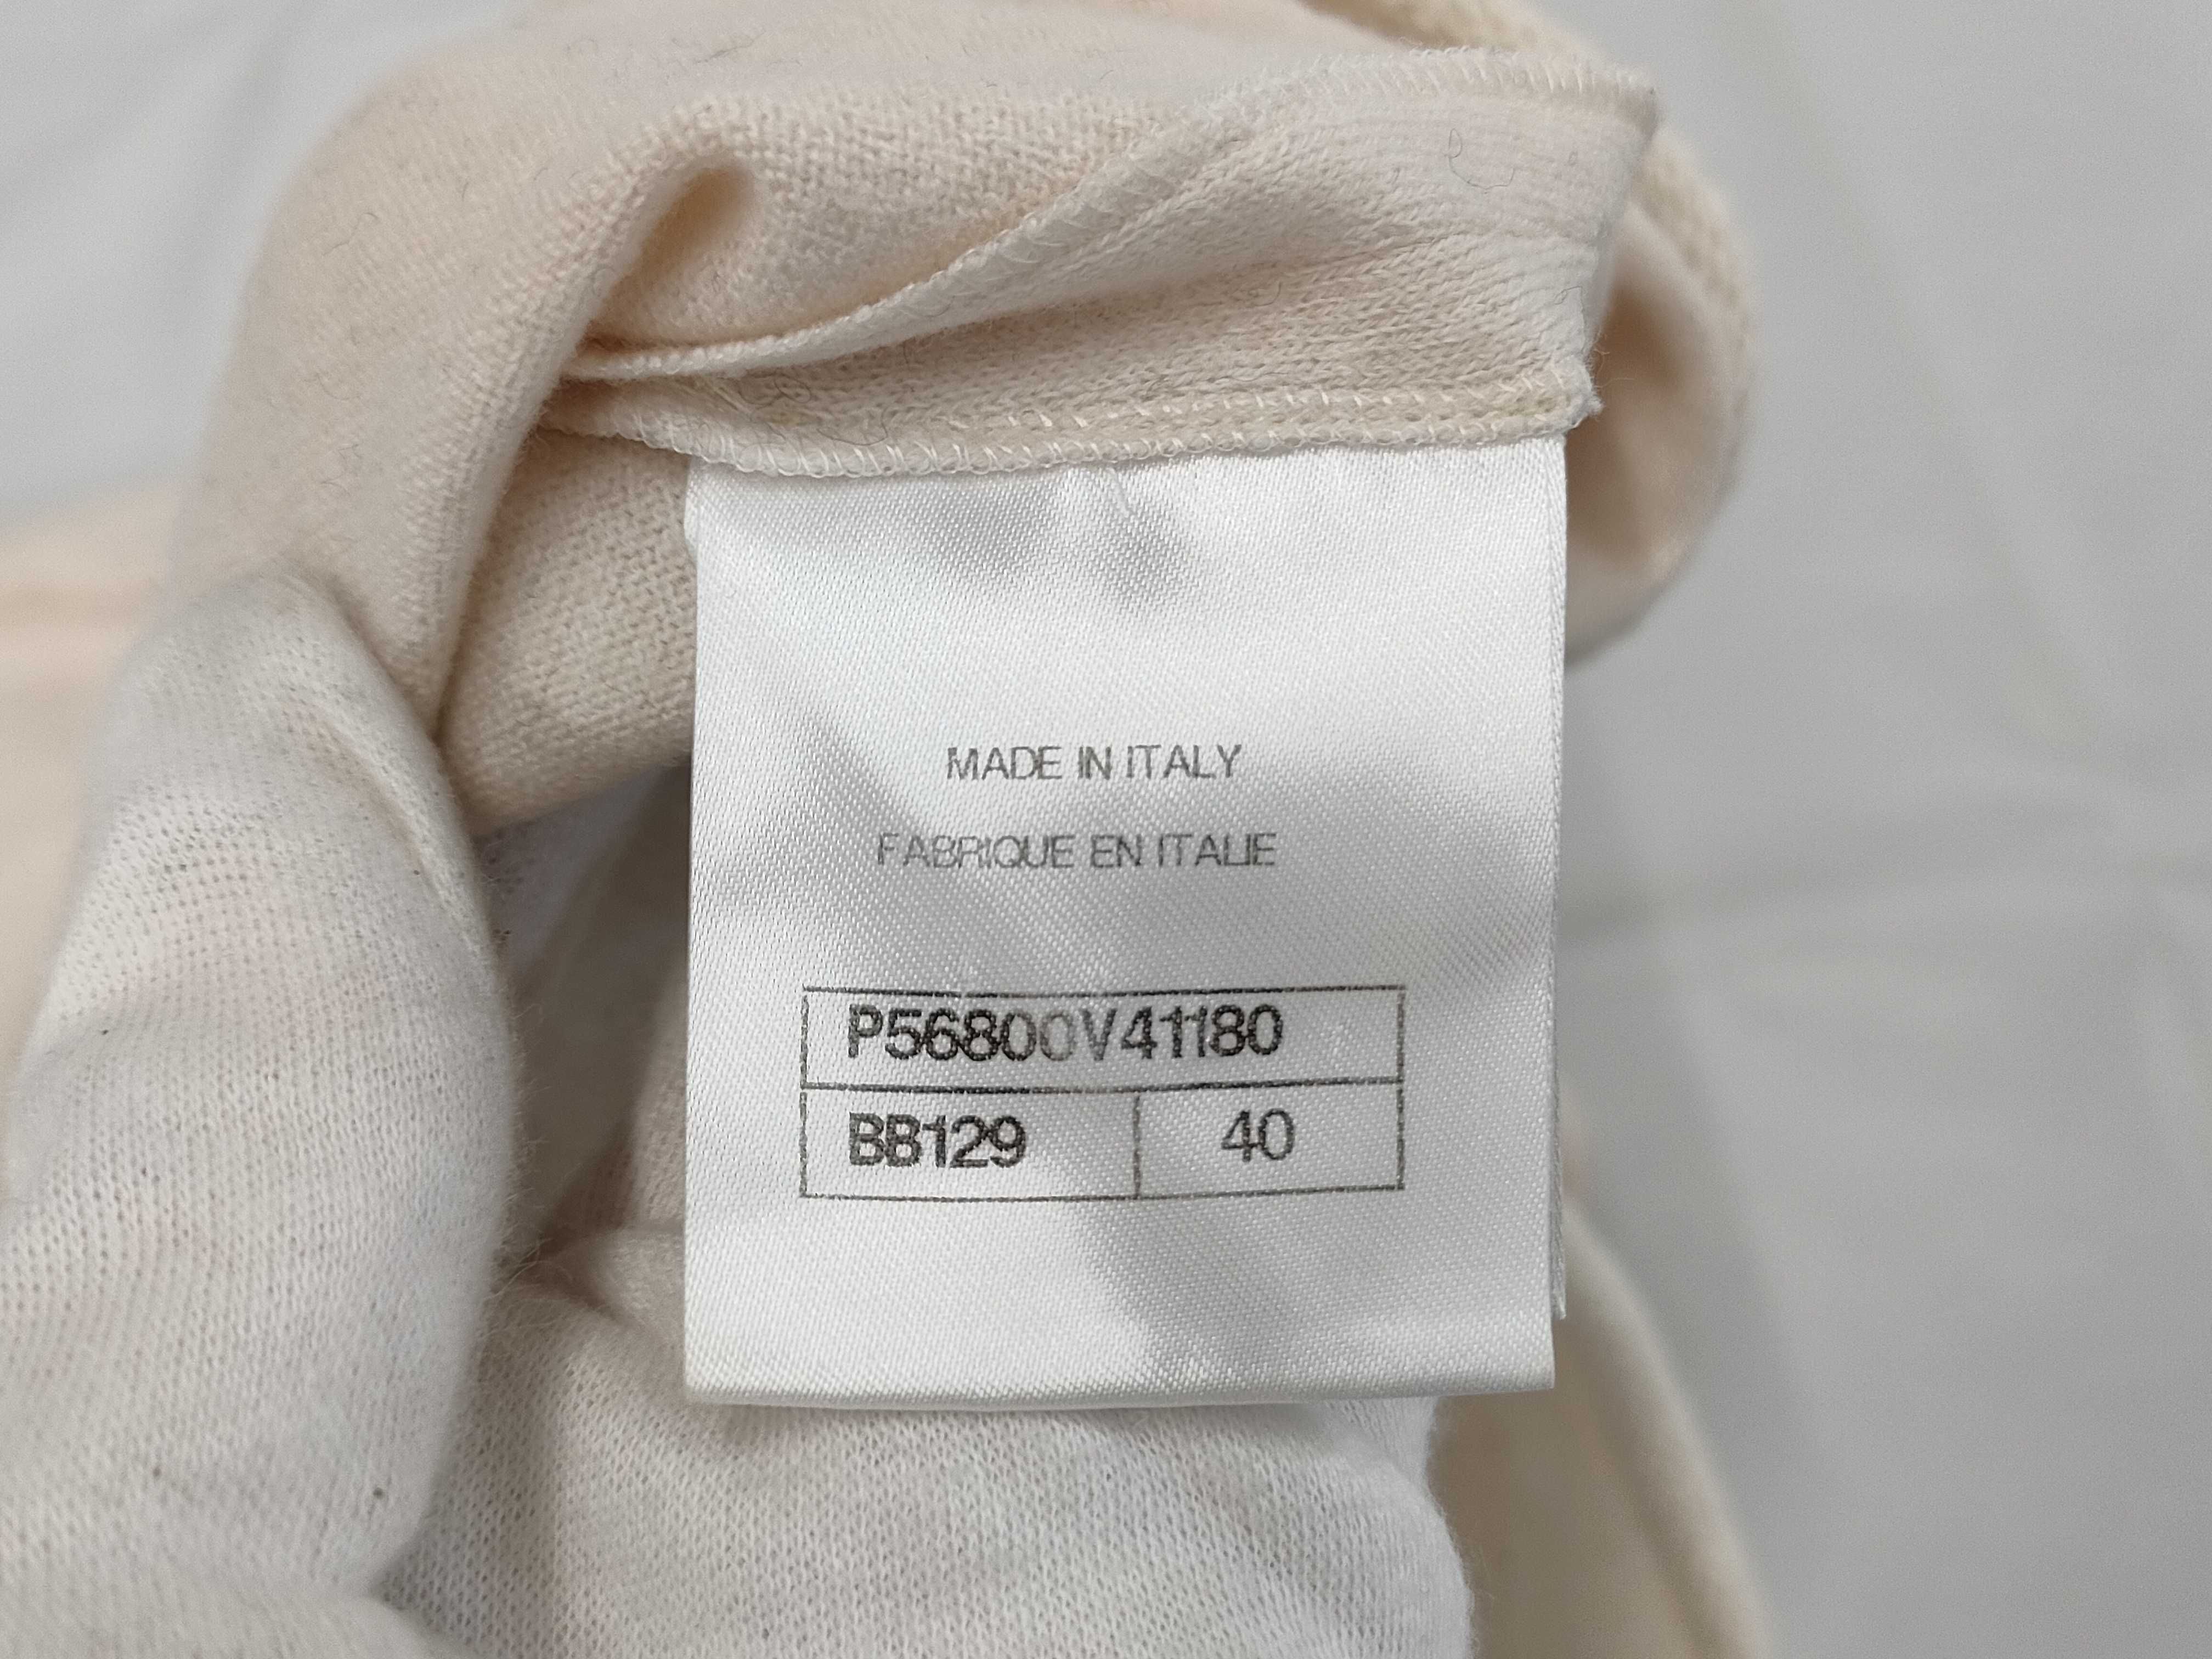 MADE IN ITALY
FABRIQUE EN ITALIE
P56800V41180
BB129 40